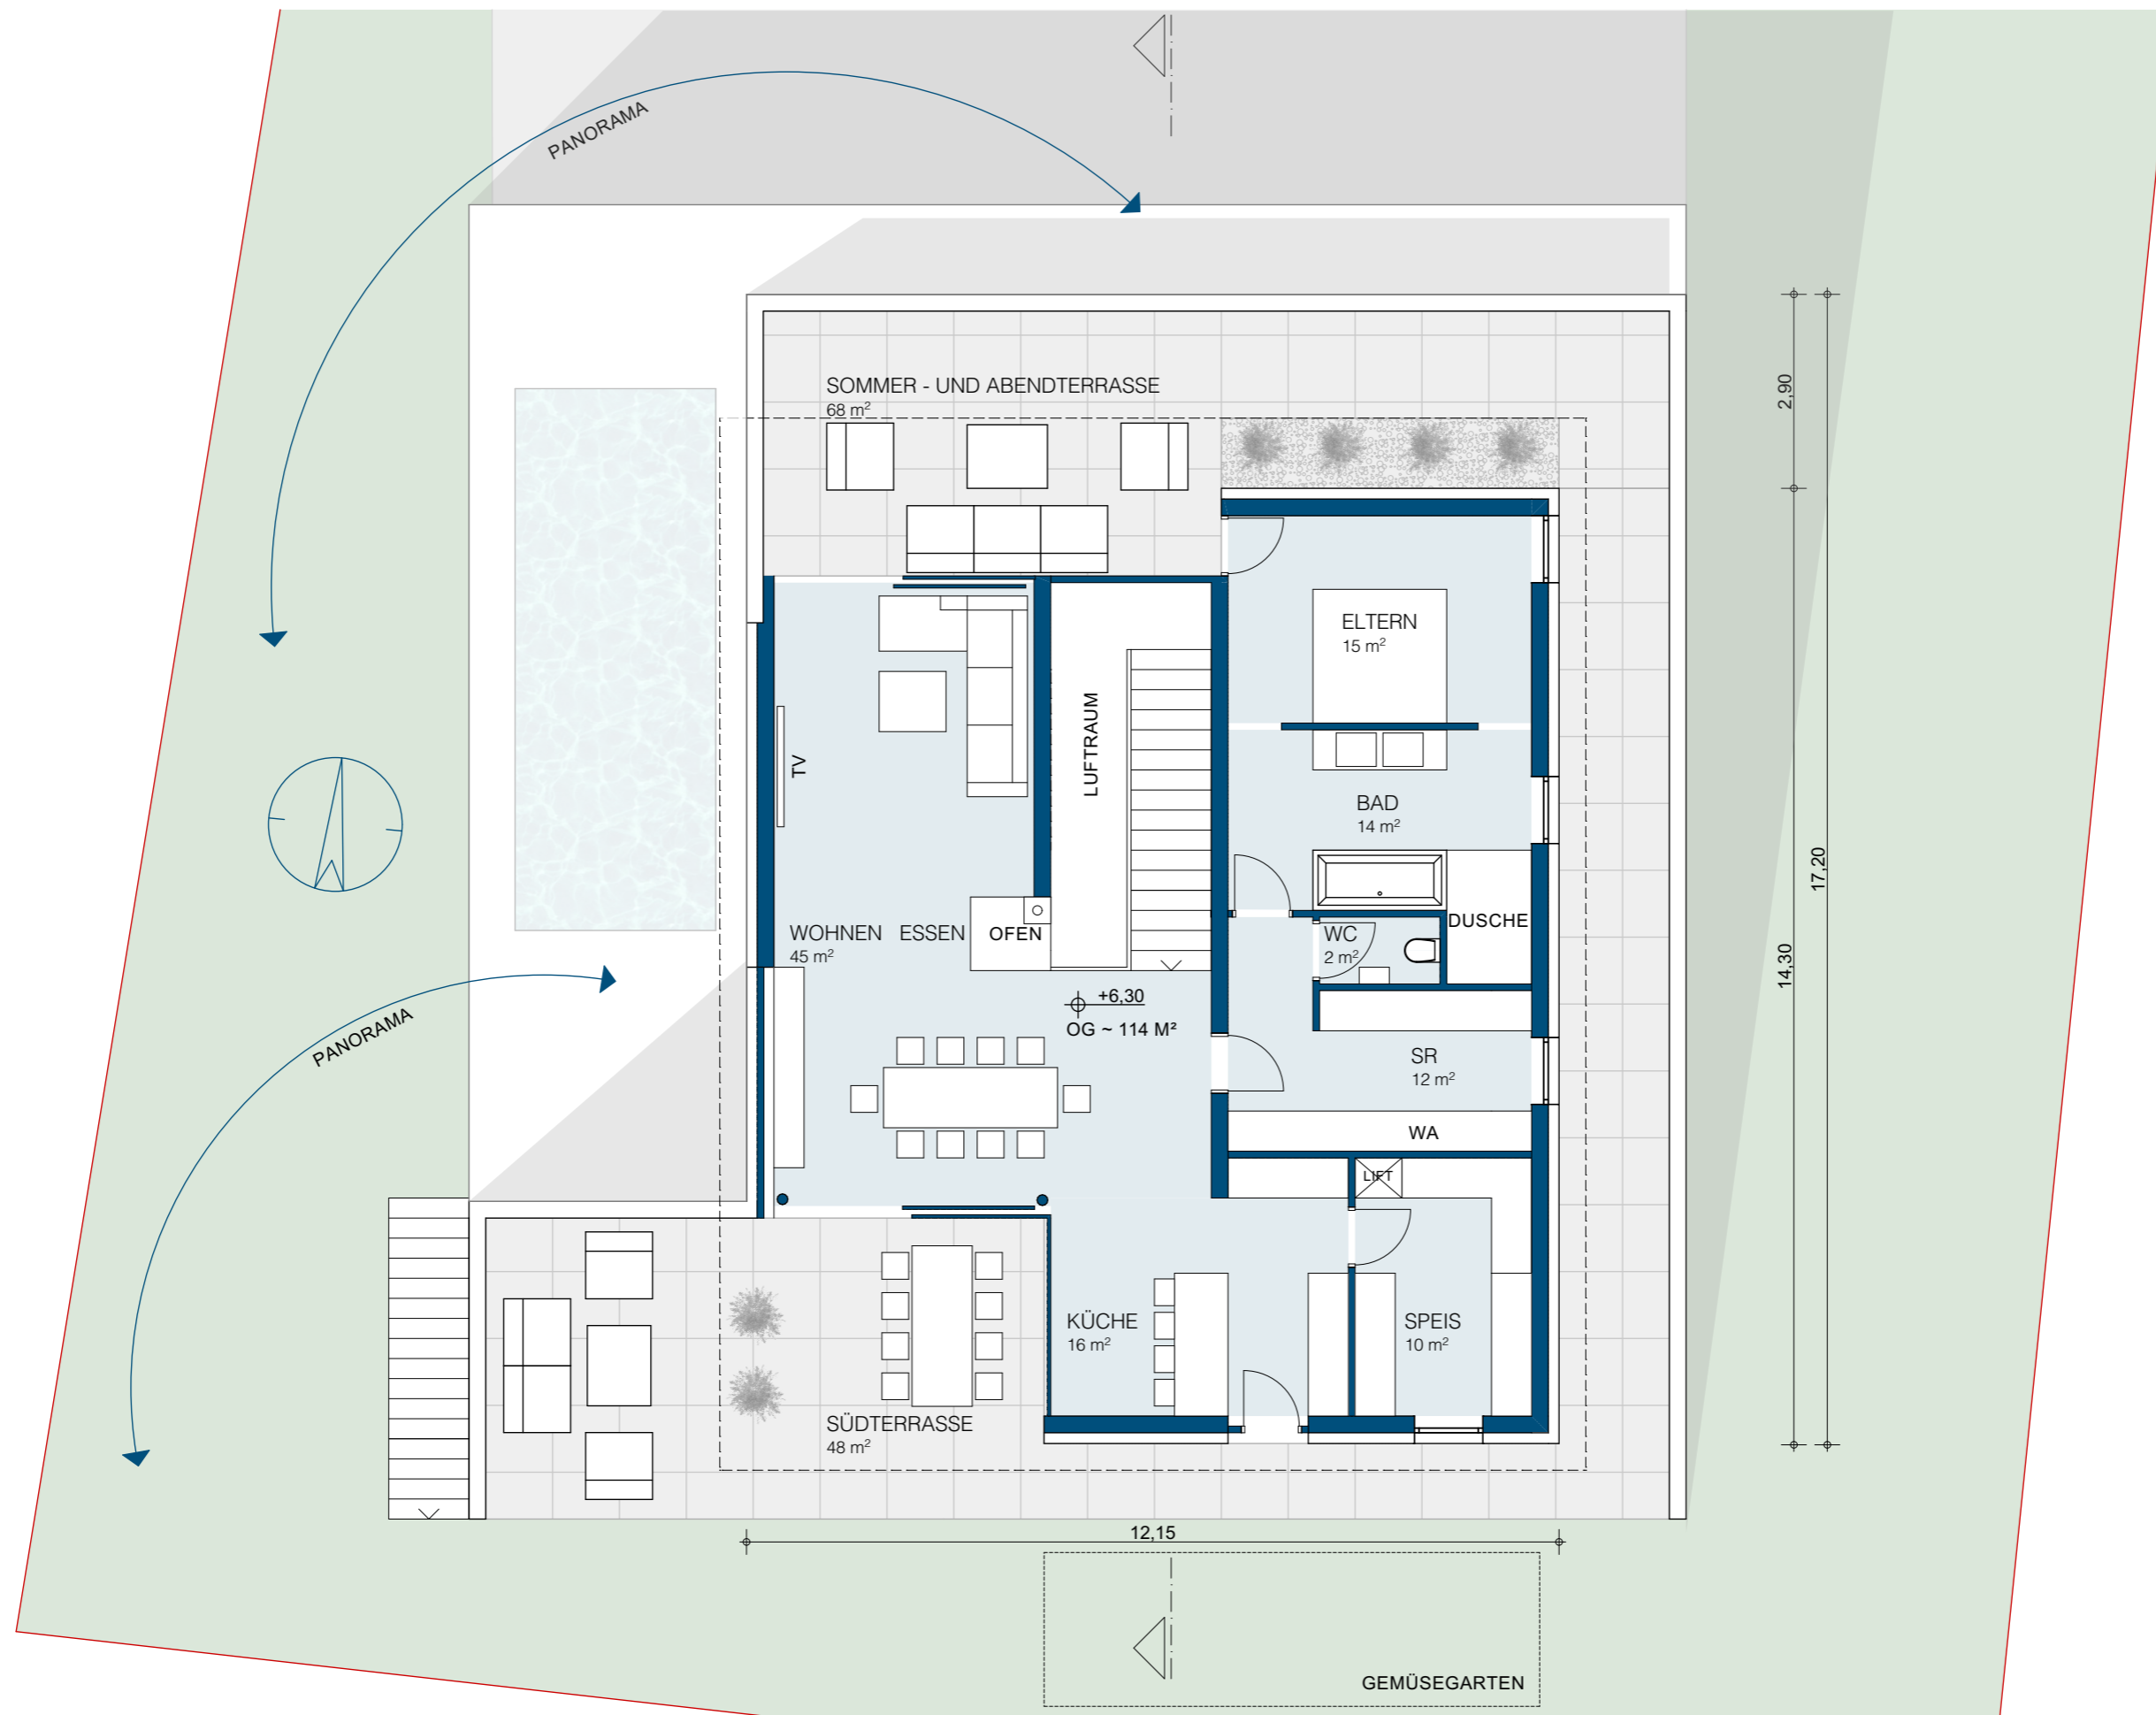 PANORAMA
SOMMER - UND ABENDTERRASSE
68 m²
2,90
ELTERN
15 m²
LUFTRAUM
TV
BAD
14 m²
17,20
DUSCHE
WOHNEN ESSEN
45 m²
OFEN
WC
2 m²
14,30
+6,30
OG ~ 114 M²
PANORAMA
SR
12 m²
WA
LIFT
KÜCHE
16 m²
SPEIS
10 m²
SÜDTERRASSE
48 m²
12,15
GEMÜSEGARTEN